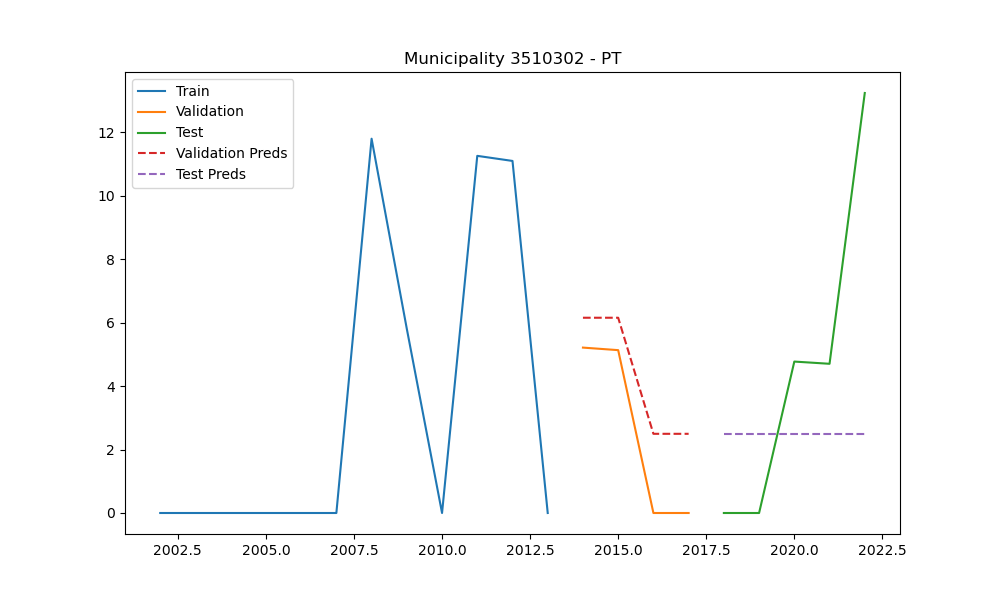 Municipality 3510302 - PT
Train
Validation
Test
Validation Preds
Test Preds
12
10
8
6
4
2
0
2002.5 2005.0 2007.5 2010.0 2012.5 2015.0 2017.5 2020.0 2022.5